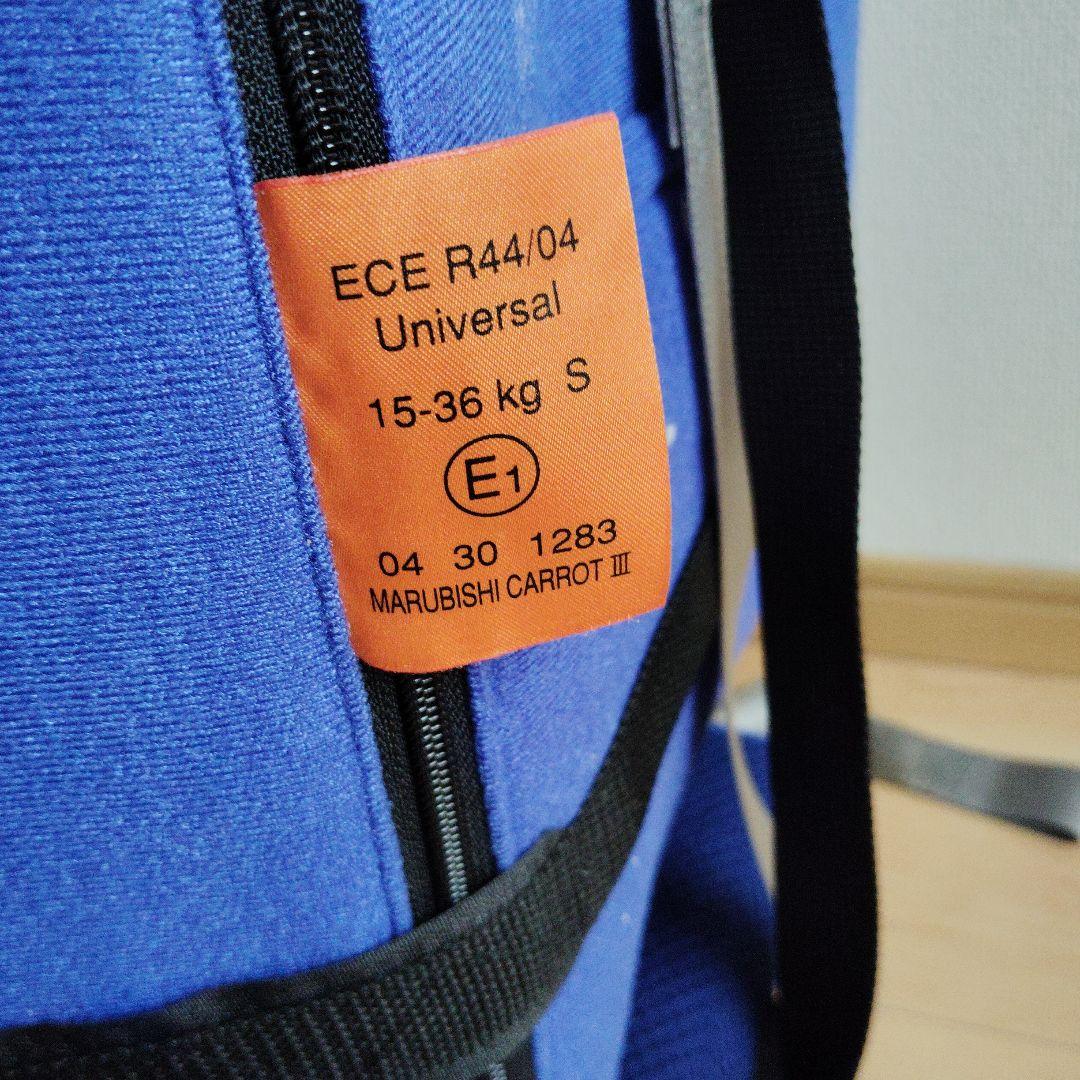 ECE R44/04
Universal
15-36 kg S
E1
04 30 1283
MARUBISHI CARROT III